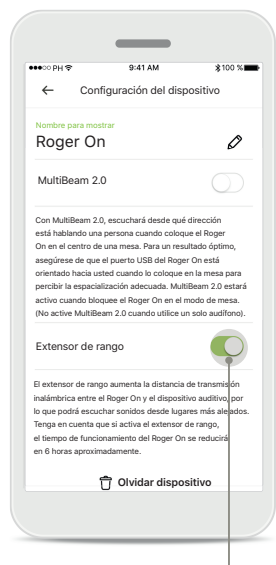 PH 9:41 AM 100 %
Configuración del dispositivo
Nombre para mostrar
Roger On
MultiBeam 2.0
Con MultiBeam 2.0, escuchará desde qué dirección
está hablando una persona cuando coloque el Roger
On en el centro de una mesa. Para un resultado óptimo,
asegúrese de que el puerto USB del Roger On está
orientado hacia usted cuando lo coloque en la mesa para
percibir la espacialización adecuada. MultiBeam 2.0 estará
activo cuando bloquee el Roger On en el modo de mesa.
(No active MultiBeam 2.0 cuando utilice un solo audífono).
Extensor de rango
El extensor de rango aumenta la distancia de transmisión
inalámbrica entre el Roger On y el dispositivo auditivo, por
lo que podrá escuchar sonidos desde lugares más alejados.
Tenga en cuenta que si activa el extensor de rango,
el tiempo de funcionamiento del Roger On se reducirá
en 6 horas aproximadamente.
Olvidar dispositivo